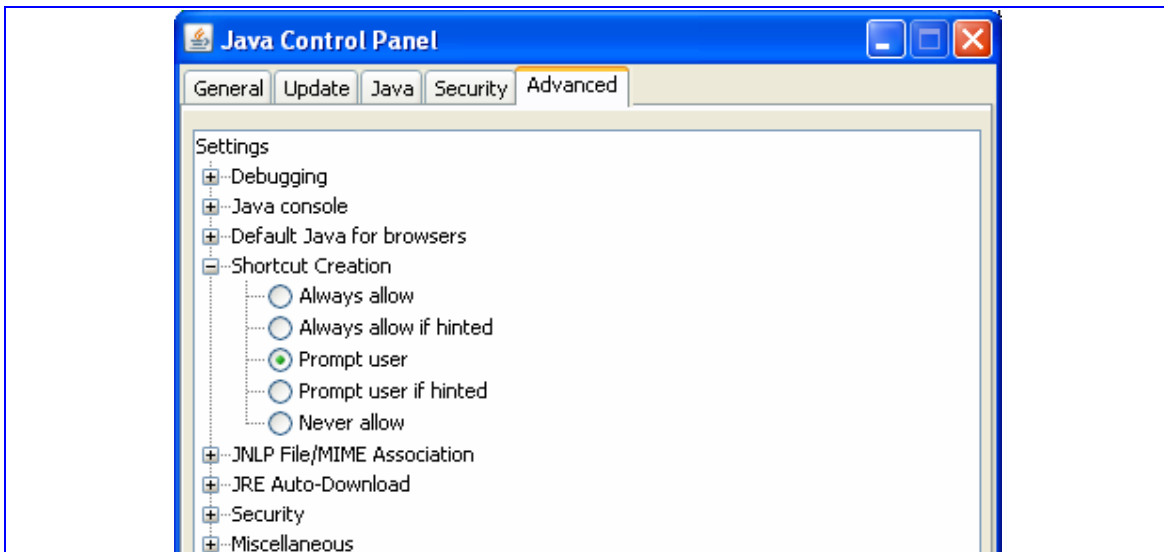 Java Control Panel
General Update Java Security Advanced
Settings
Debugging
Java console
Default Java for browsers
Shortcut Creation
Always allow
Always allow if hinted
Prompt user
Prompt user if hinted
Never allow
JNLP File/MIME Association
JRE Auto-Download
Security
Miscellaneous